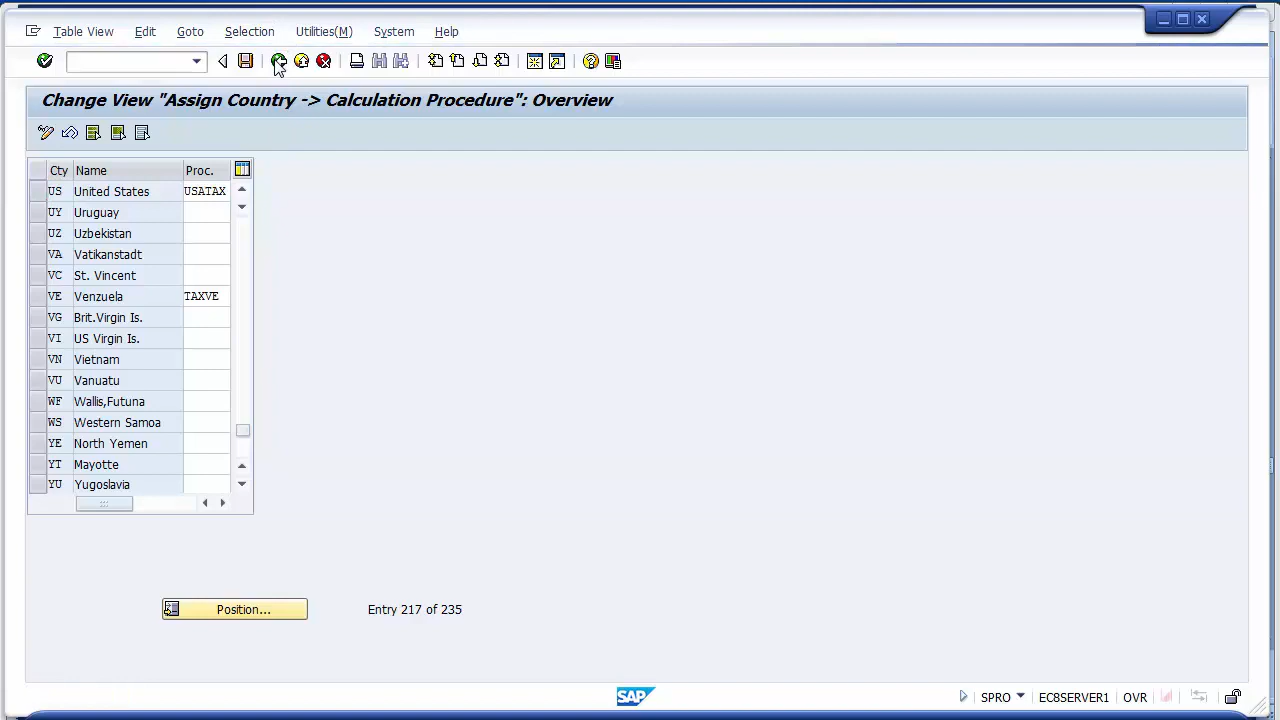 Table View Edit Goto Selection Utilities(M) System Help
Change View "Assign Country -> Calculation Procedure": Overview
Cty Name Proc.
US United States USATAX
UY Uruguay
UZ Uzbekistan
VA Vatikanstadt
VC St. Vincent
VE Venzuela TAXVE
VG Brit.Virgin Is.
VI US Virgin Is.
VN Vietnam
VU Vanuatu
WF Wallis,Futuna
WS Western Samoa
YE North Yemen
YT Mayotte
YU Yugoslavia
Position... Entry 217 of 235
SAP SPRO EC6SERVER1 OVR